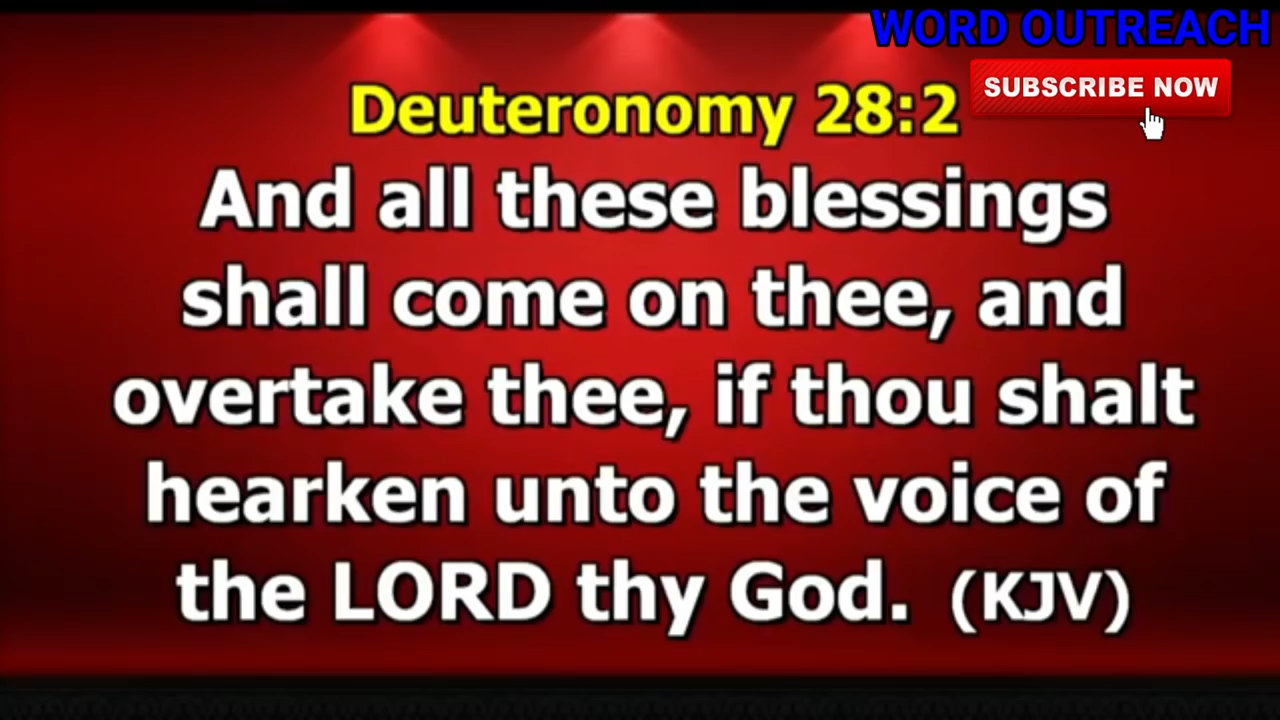 WORD OUTREACH
SUBSCRIBE NOW
Deuteronomy 28:2
And all these blessings
shall come on thee, and
overtake thee, if thou shalt
hearken unto the voice of
the LORD thy God. (KJV)